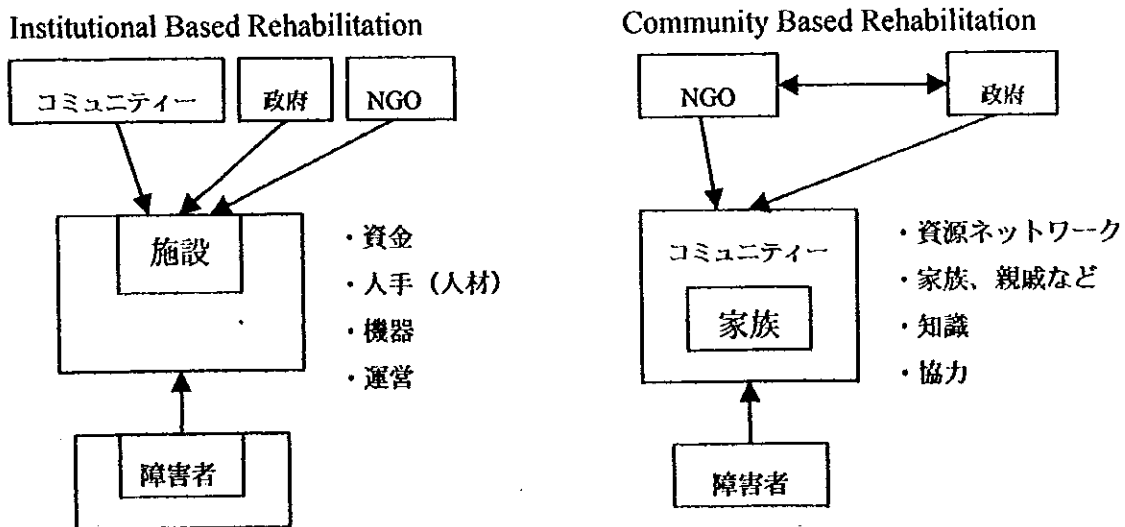 Institutional Based Rehabilitation
コミュニティー
政府
NGO
施設
・資金
・人手（人材）
・機器
・運営
障害者
Community Based Rehabilitation
NGO
政府
コミュニティー
家族
・資源ネットワーク
・家族、親戚など
・知識
・協力
障害者